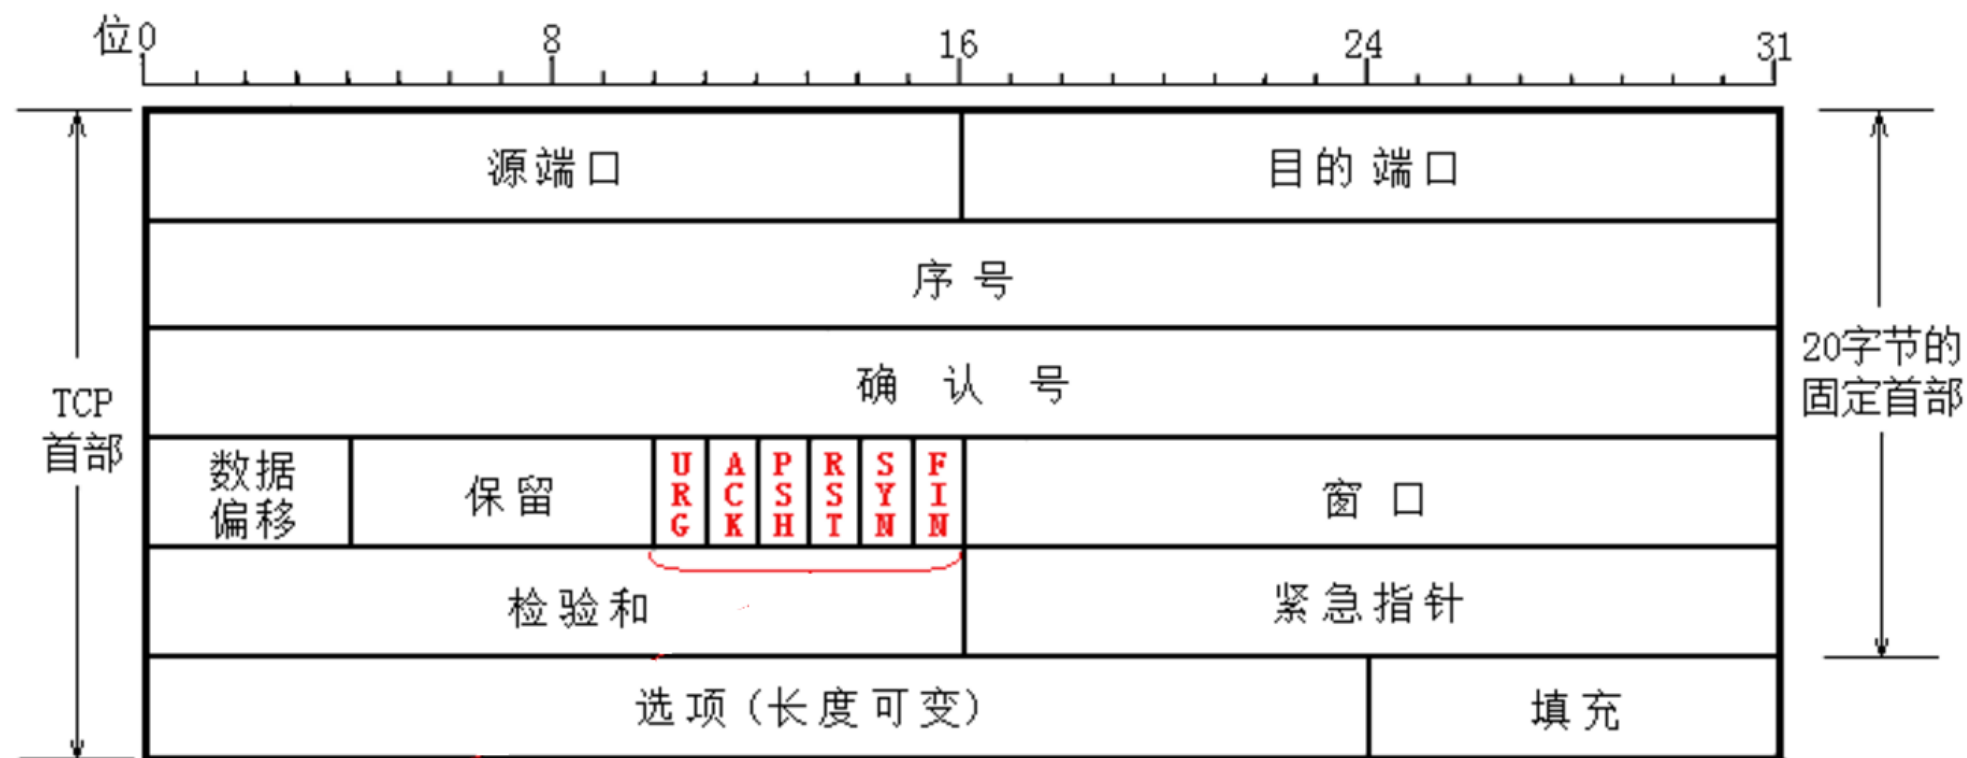 位0 8 16 24 31
源端口 目的端口
序号
确认号
TCP
首部
20字节的
固定首部
数据
偏移
保留
URG ACK PSH RST SYN FIN
窗口
检验和 紧急指针
选项(长度可变) 填充